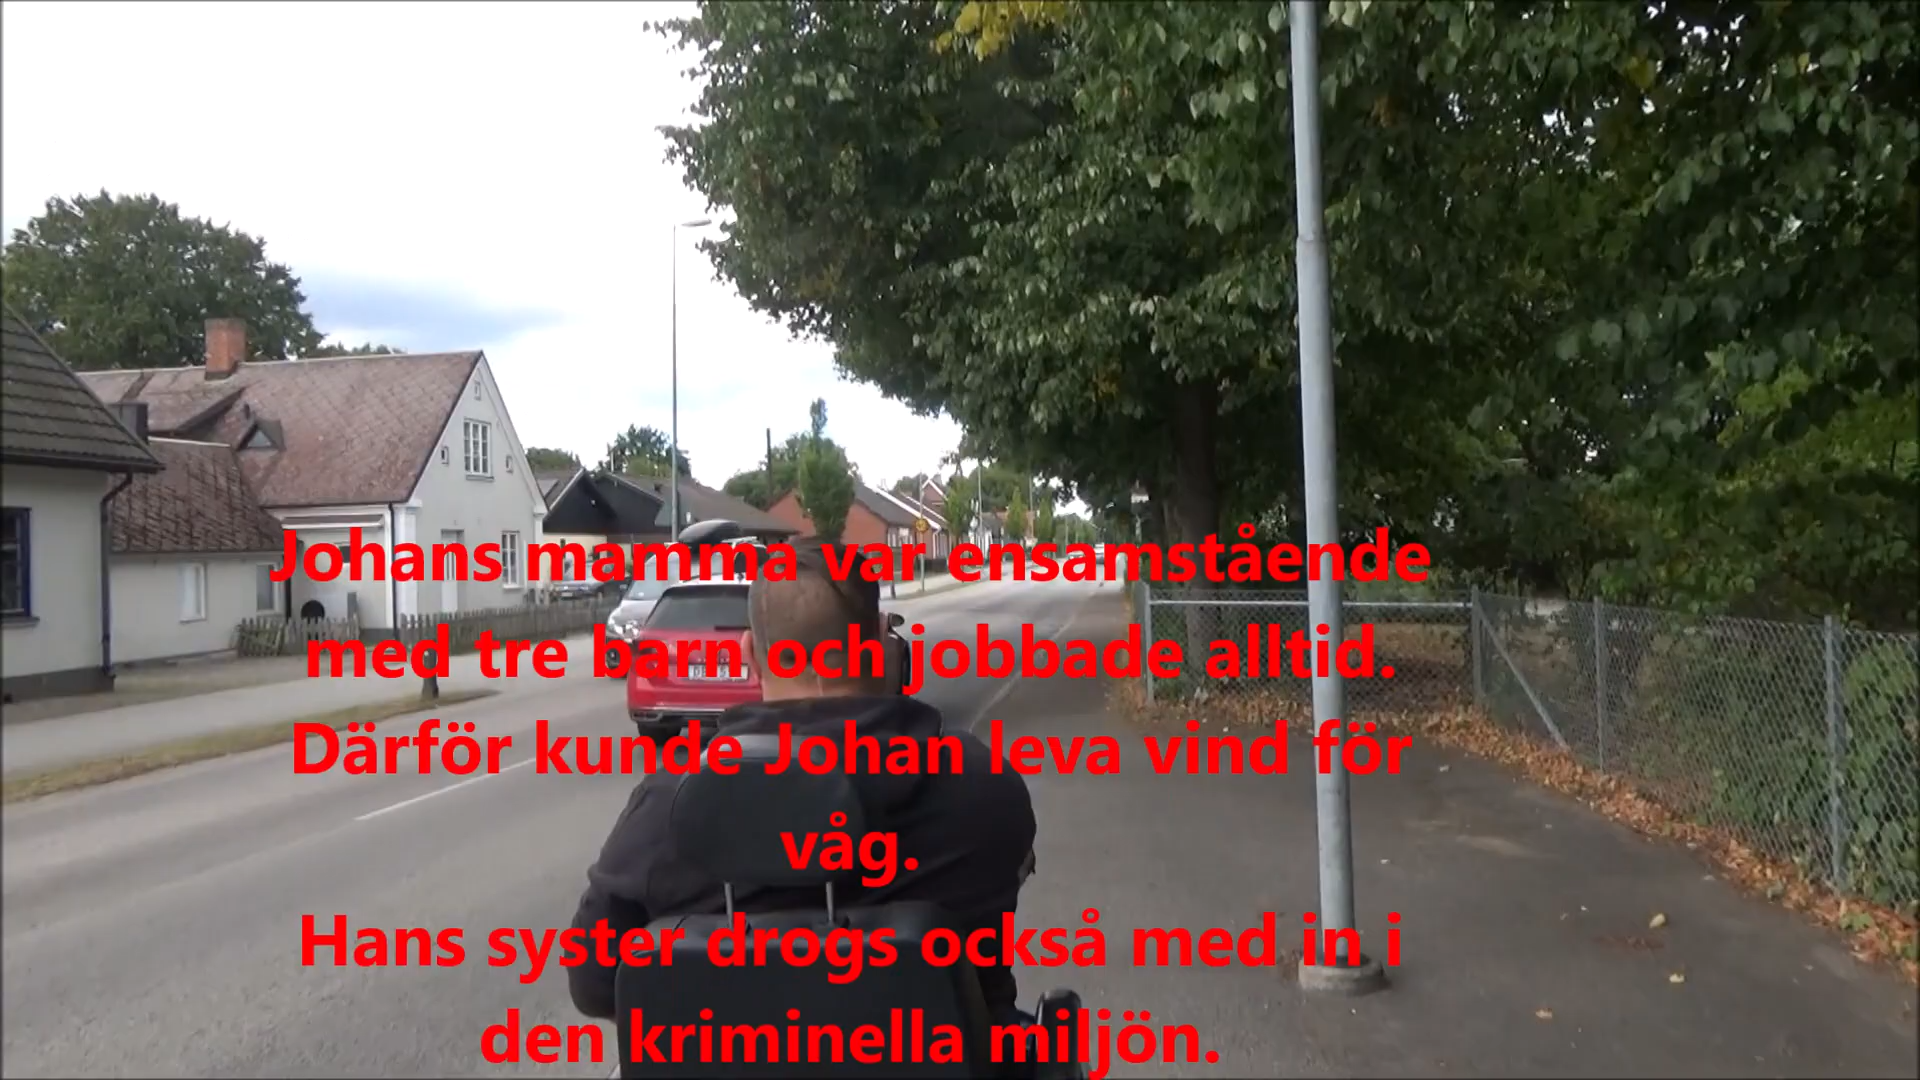 Johans mamma var ensamstående
med tre barn och jobbade alltid.
Därför kunde Johan leva vind för
våg.
Hans syster drogs också med in i
den kriminella miljön.